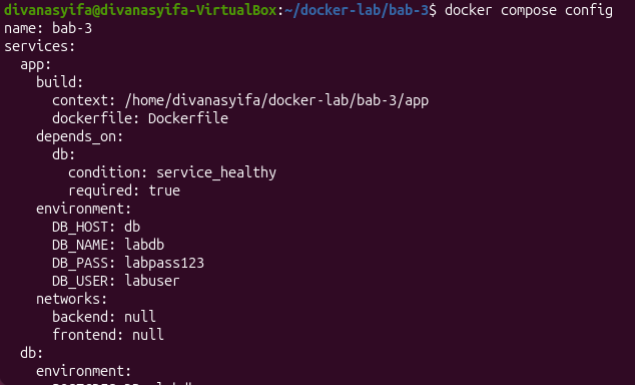 divanasyifa@divanasyifa-VirtualBox:~/docker-lab/bab-3$ docker compose config
name: bab-3
services:
  app:
    build:
      context: /home/divanasyifa/docker-lab/bab-3/app
      dockerfile: Dockerfile
    depends_on:
      db:
        condition: service_healthy
        required: true
    environment:
      DB_HOST: db
      DB_NAME: labdb
      DB_PASS: labpass123
      DB_USER: labuser
    networks:
      backend: null
      frontend: null
  db:
    environment: